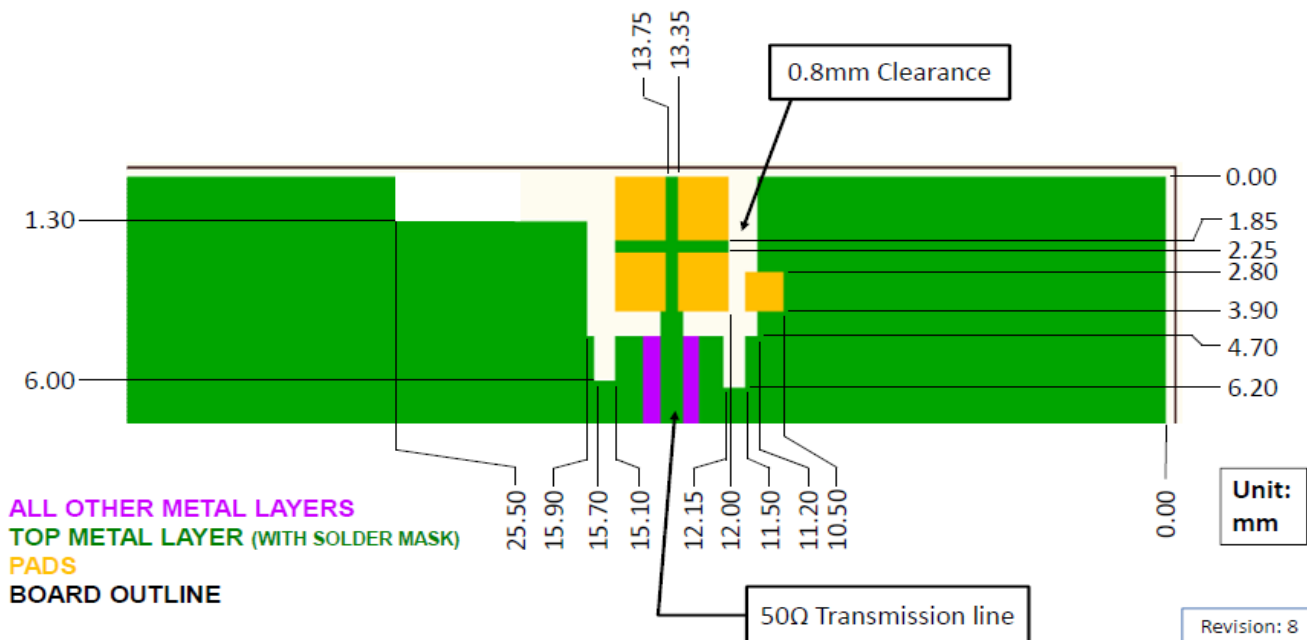 13.75
13.35
0.8mm Clearance
0.00
1.30
1.85
2.25
2.80
3.90
4.70
6.00
6.20
25.50
15.90
15.70
15.10
12.15
12.00
11.50
11.20
10.50
0.00
Unit:
mm
ALL OTHER METAL LAYERS
TOP METAL LAYER (WITH SOLDER MASK)
PADS
BOARD OUTLINE
50Ω Transmission line
Revision: 8